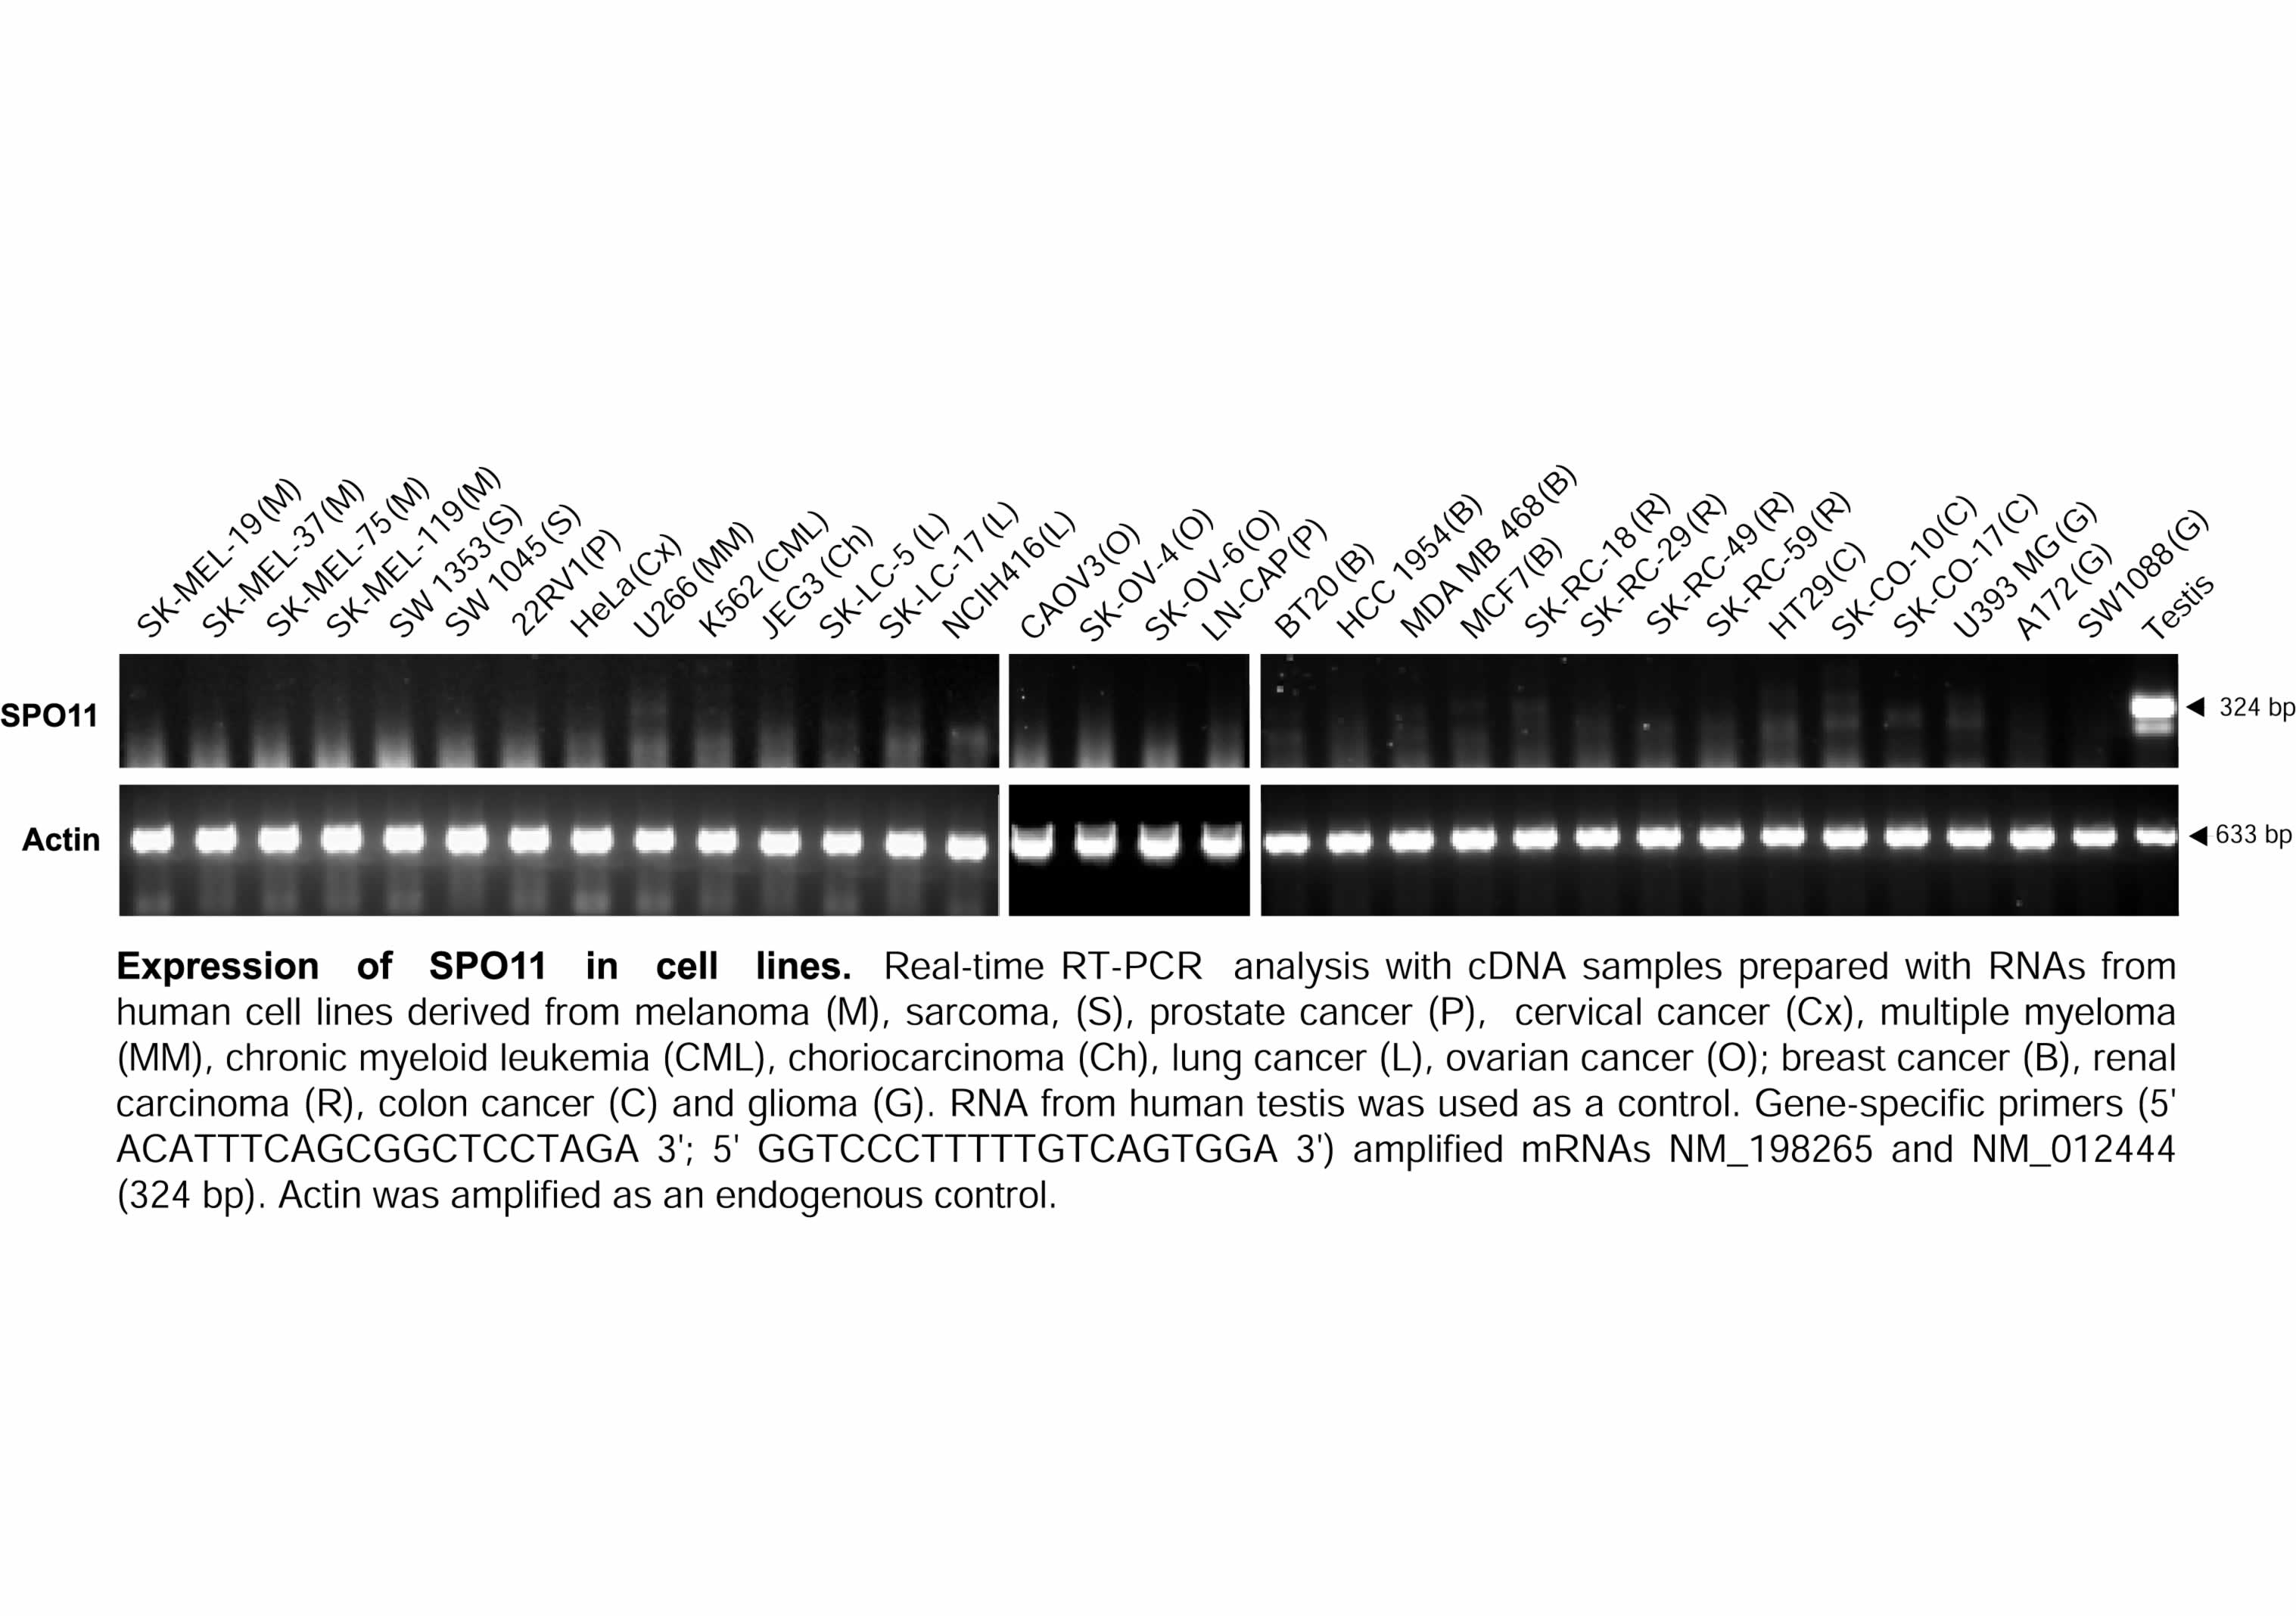 SK-MEL-19 (M)
SK-MEL-37 (M)
SK-MEL-75 (M)
SK-MEL-119 (M)
SW 1353 (S)
SW 1045 (S)
22RV1(P)
HeLa(Cx)
U266 (MM)
K562 (CML)
JEG3 (Ch)
SK-LC-5 (L)
SK-LC-17 (L)
NCIH416(L)
CAOV3(O)
SK-OV-4 (O)
SK-OV-6(O)
LN-CAP (P)
BT20 (B)
HCC 1954(B)
MDA MB 468(B)
MCF7(B)
SK-RC-18 (R)
SK-RC-29 (R)
SK-RC-49 (R)
SK-RC-59 (R)
HT29(C)
SK-CO-10(C)
SK-CO-17(C)
U393 MG (G)
A172 (G)
SW1088 (G)
Testis
SPO11
324 bp
Actin
633 bp
Expression of SPO11 in cell lines. Real-time RT-PCR analysis with cDNA samples prepared with RNAs from
human cell lines derived from melanoma (M), sarcoma, (S), prostate cancer (P), cervical cancer (Cx), multiple myeloma
(MM), chronic myeloid leukemia (CML), choriocarcinoma (Ch), lung cancer (L), ovarian cancer (O); breast cancer (B), renal
carcinoma (R), colon cancer (C) and glioma (G). RNA from human testis was used as a control. Gene-specific primers (5'
ACATTTCAGCGGCTCCTAGA 3'; 5' GGTCCCTTTTTGTCAGTGGA 3') amplified mRNAs NM_198265 and NM_012444
(324 bp). Actin was amplified as an endogenous control.